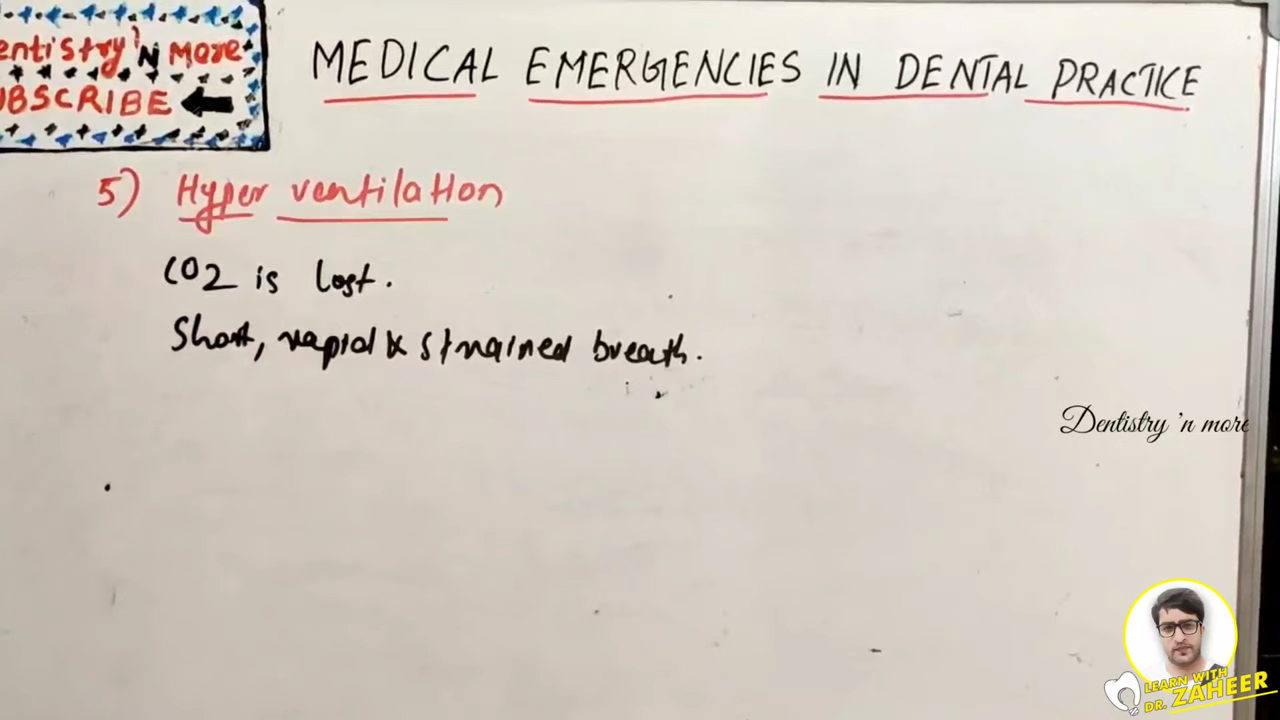 entistry'N More
UBSCRIBE
MEDICAL EMERGENCIES IN DENTAL PRACTICE
5) Hyper ventilation
CO2 is lost.
Short, rapid & strained breath.
Dentistry 'n more
LEARN WITH
DR. ZAHEER